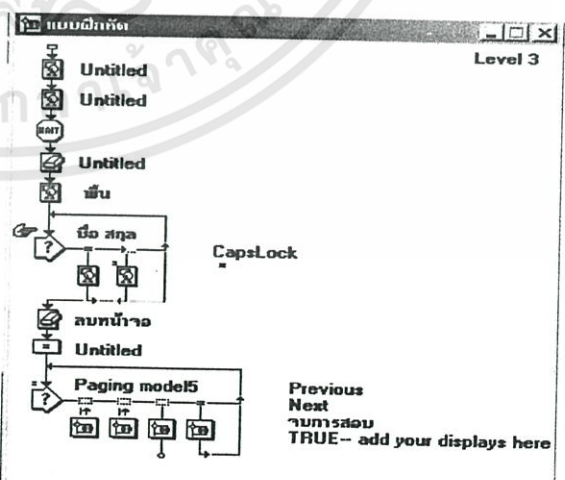 แบบฝึกหัด
Level 3
Untitled
Untitled
WAIT
Untitled
พื้น
ชื่อ สกุล
CapsLock
*
ลบหน้าจอ
Untitled
Paging model5
Previous
Next
จบการสอบ
TRUE-- add your displays here